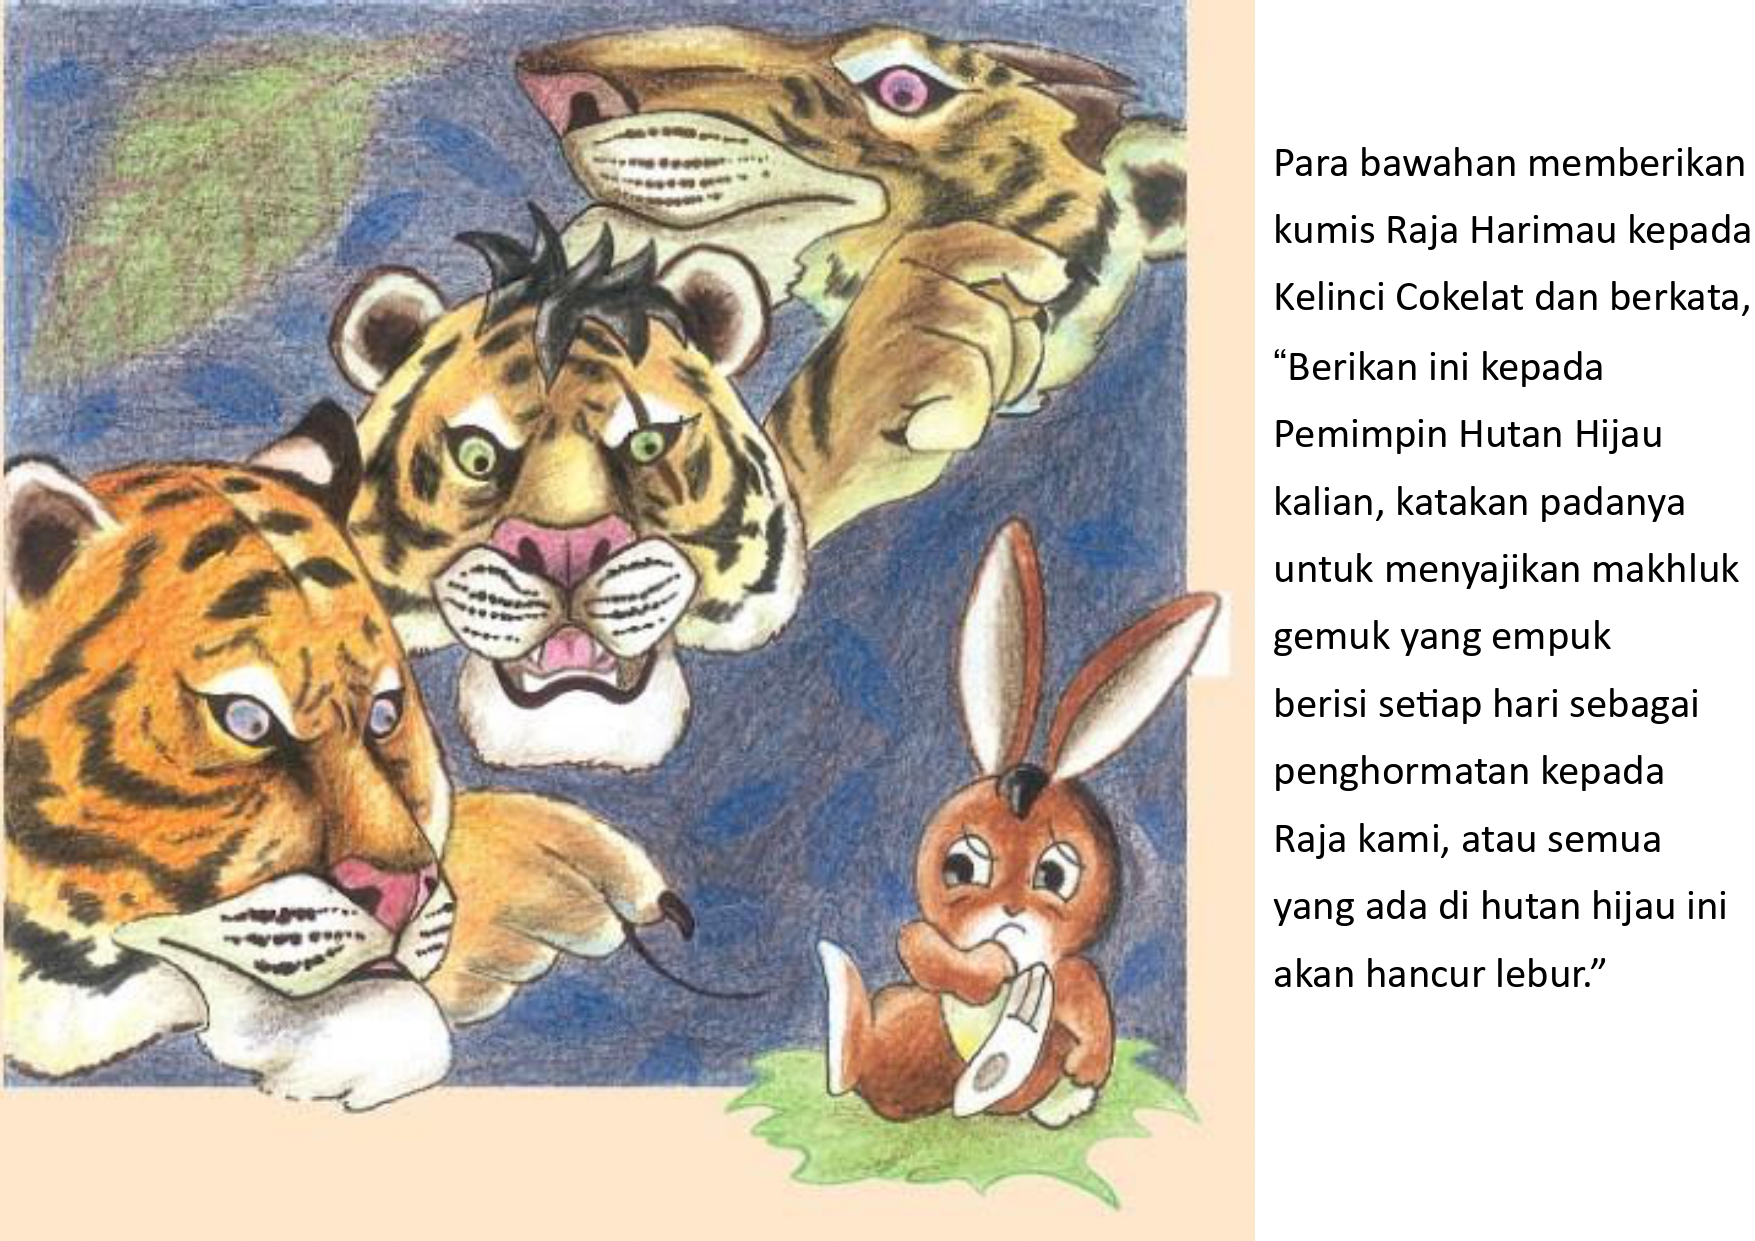 Para bawahan memberikan
kumis Raja Harimau kepada
Kelinci Cokelat dan berkata,
“Berikan ini kepada
Pemimpin Hutan Hijau
kalian, katakan padanya
untuk menyajikan makhluk
gemuk yang empuk
berisi setiap hari sebagai
penghormatan kepada
Raja kami, atau semua
yang ada di hutan hijau ini
akan hancur lebur.”